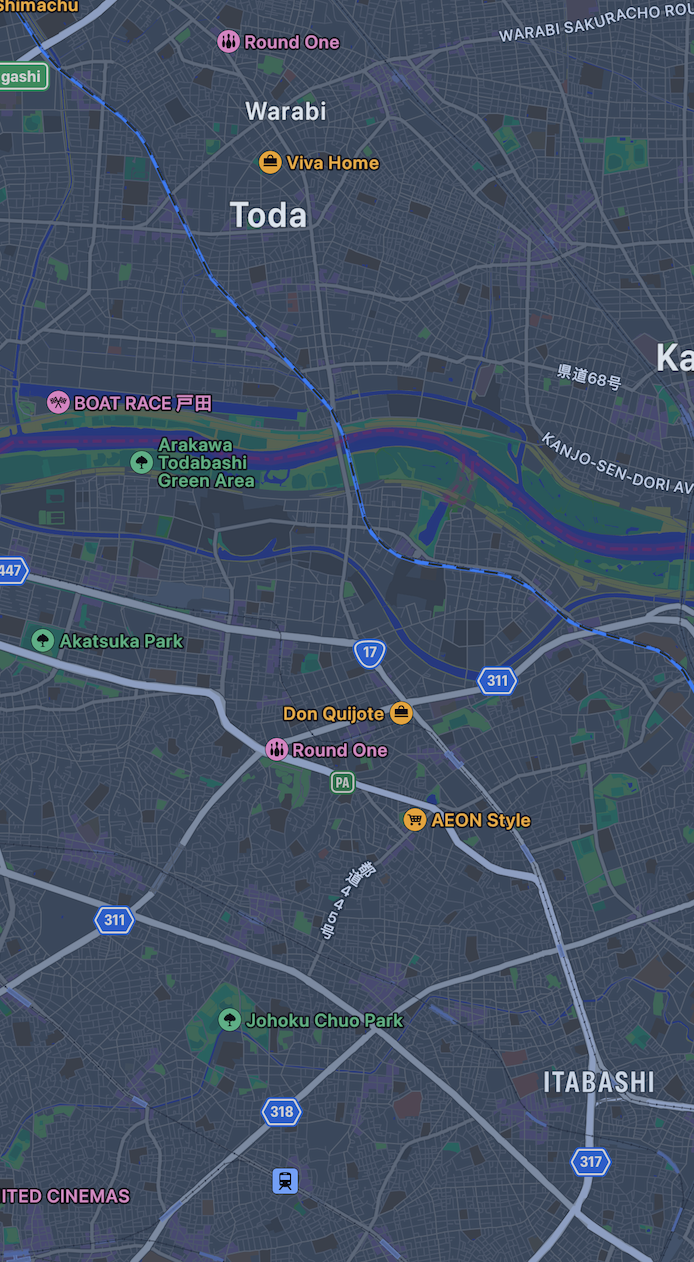 Shimachu
Round One
WARABI SAKURACHO ROU
gashi
Warabi
Viva Home
Toda
Ka
県道68号
BOAT RACE 戸田
Arakawa
Todabashi
Green Area
KANJO-SEN-DORI AV
447
Akatsuka Park
17
311
Don Quijote
Round One
PA
AEON Style
都道445号
311
Johoku Chuo Park
ITABASHI
318
317
ITED CINEMAS